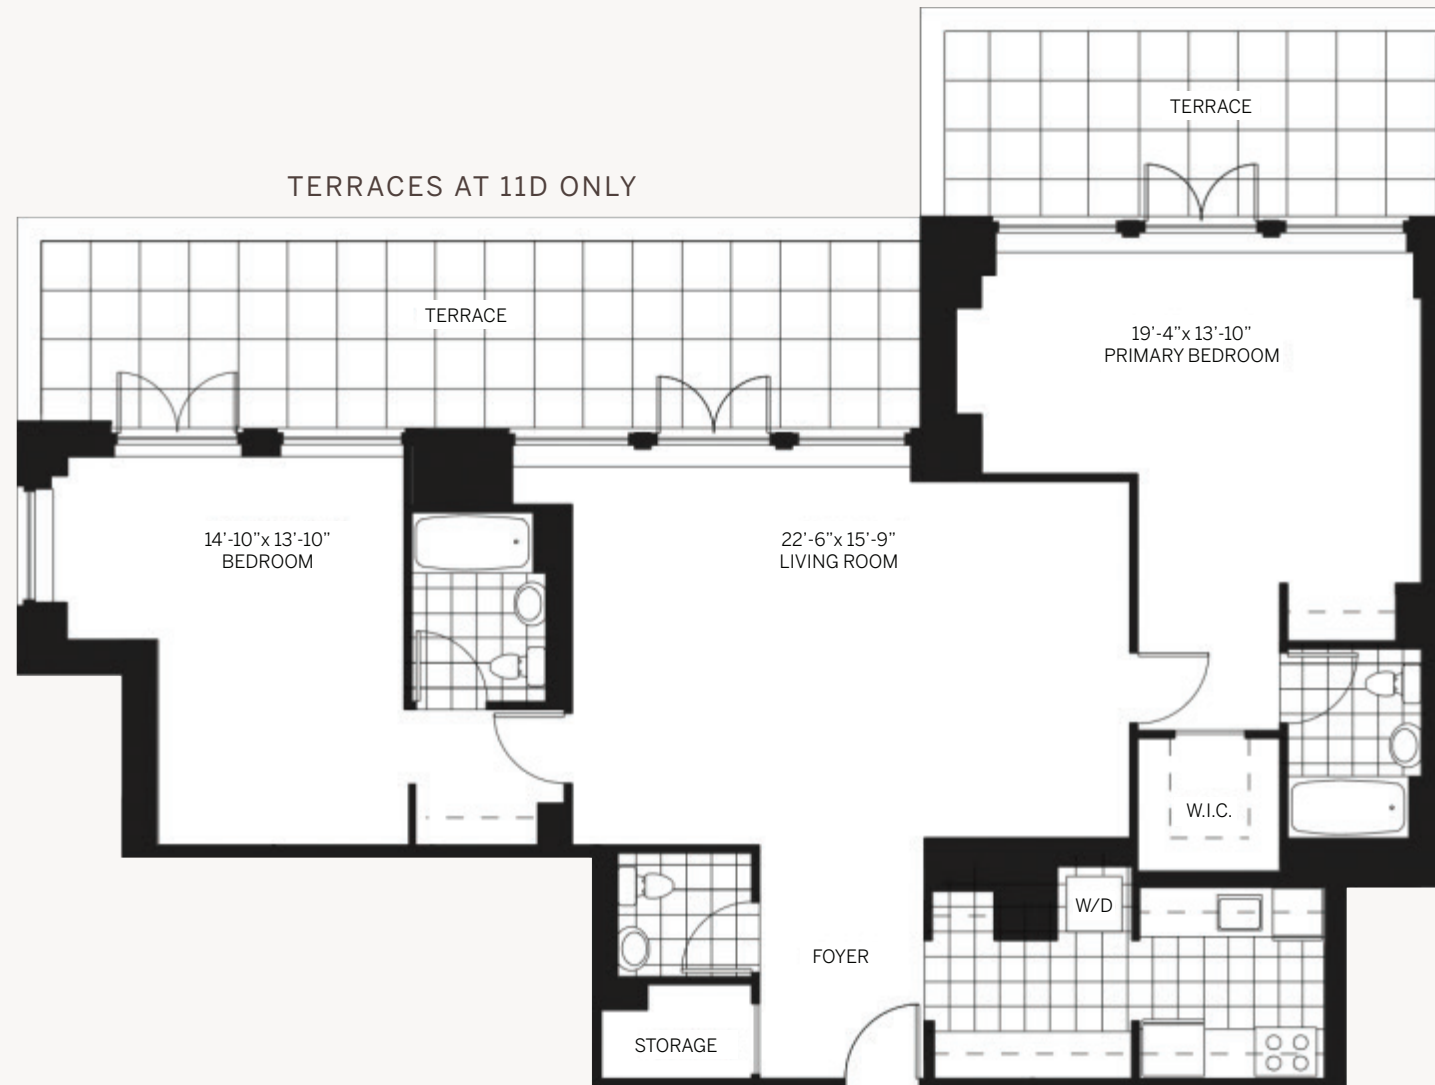 TERRACE
TERRACES AT 11D ONLY
TERRACE
19'-4”x 13'-10”
PRIMARY BEDROOM
14'-10”x 13'-10”
BEDROOM
22'-6”x 15'-9”
LIVING ROOM
W.I.C.
W/D
FOYER
STORAGE